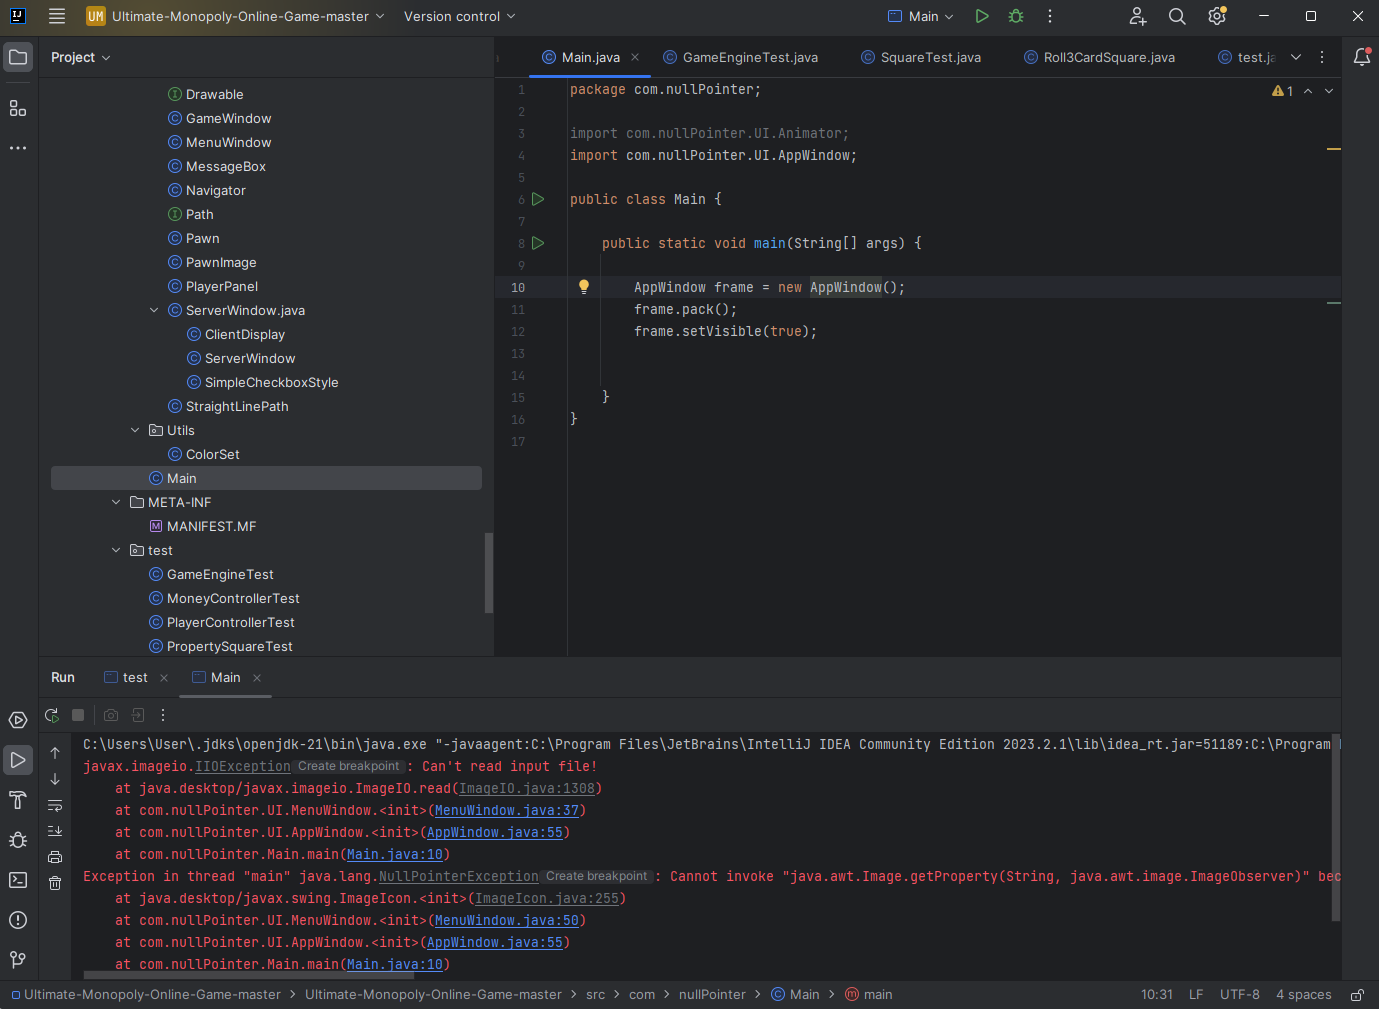 UM Ultimate-Monopoly-Online-Game-master Version control Main
Project
Main.java GameEngineTest.java SquareTest.java Roll3CardSquare.java test.ja
Drawable
GameWindow
MenuWindow
MessageBox
Navigator
Path
Pawn
PawnImage
PlayerPanel
ServerWindow.java
ClientDisplay
ServerWindow
SimpleCheckboxStyle
StraightLinePath
Utils
ColorSet
Main
META-INF
MANIFEST.MF
test
GameEngineTest
MoneyControllerTest
PlayerControllerTest
PropertySquareTest
1 package com.nullPointer; 1
2
3 import com.nullPointer.UI.Animator;
4 import com.nullPointer.UI.AppWindow;
5
6 public class Main {
7
8 public static void main(String[] args) {
9
10 AppWindow frame = new AppWindow();
11 frame.pack();
12 frame.setVisible(true);
13
14
15 }
16 }
17
Run test Main
C:\Users\User\.jdks\openjdk-21\bin\java.exe "-javaagent:C:\Program Files\JetBrains\IntelliJ IDEA Community Edition 2023.2.1\lib\idea_rt.jar=51189:C:\Program
javax.imageio.IIOException Create breakpoint : Can't read input file!
at java.desktop/javax.imageio.ImageIO.read(ImageIO.java:1308)
at com.nullPointer.UI.MenuWindow.<init>(MenuWindow.java:37)
at com.nullPointer.UI.AppWindow.<init>(AppWindow.java:55)
at com.nullPointer.Main.main(Main.java:10)
Exception in thread "main" java.lang.NullPointerException Create breakpoint : Cannot invoke "java.awt.Image.getProperty(String, java.awt.image.ImageObserver)" bec
at java.desktop/javax.swing.ImageIcon.<init>(ImageIcon.java:255)
at com.nullPointer.UI.MenuWindow.<init>(MenuWindow.java:50)
at com.nullPointer.UI.AppWindow.<init>(AppWindow.java:55)
at com.nullPointer.Main.main(Main.java:10)
Ultimate-Monopoly-Online-Game-master > Ultimate-Monopoly-Online-Game-master > src > com > nullPointer > Main > main 10:31 LF UTF-8 4 spaces